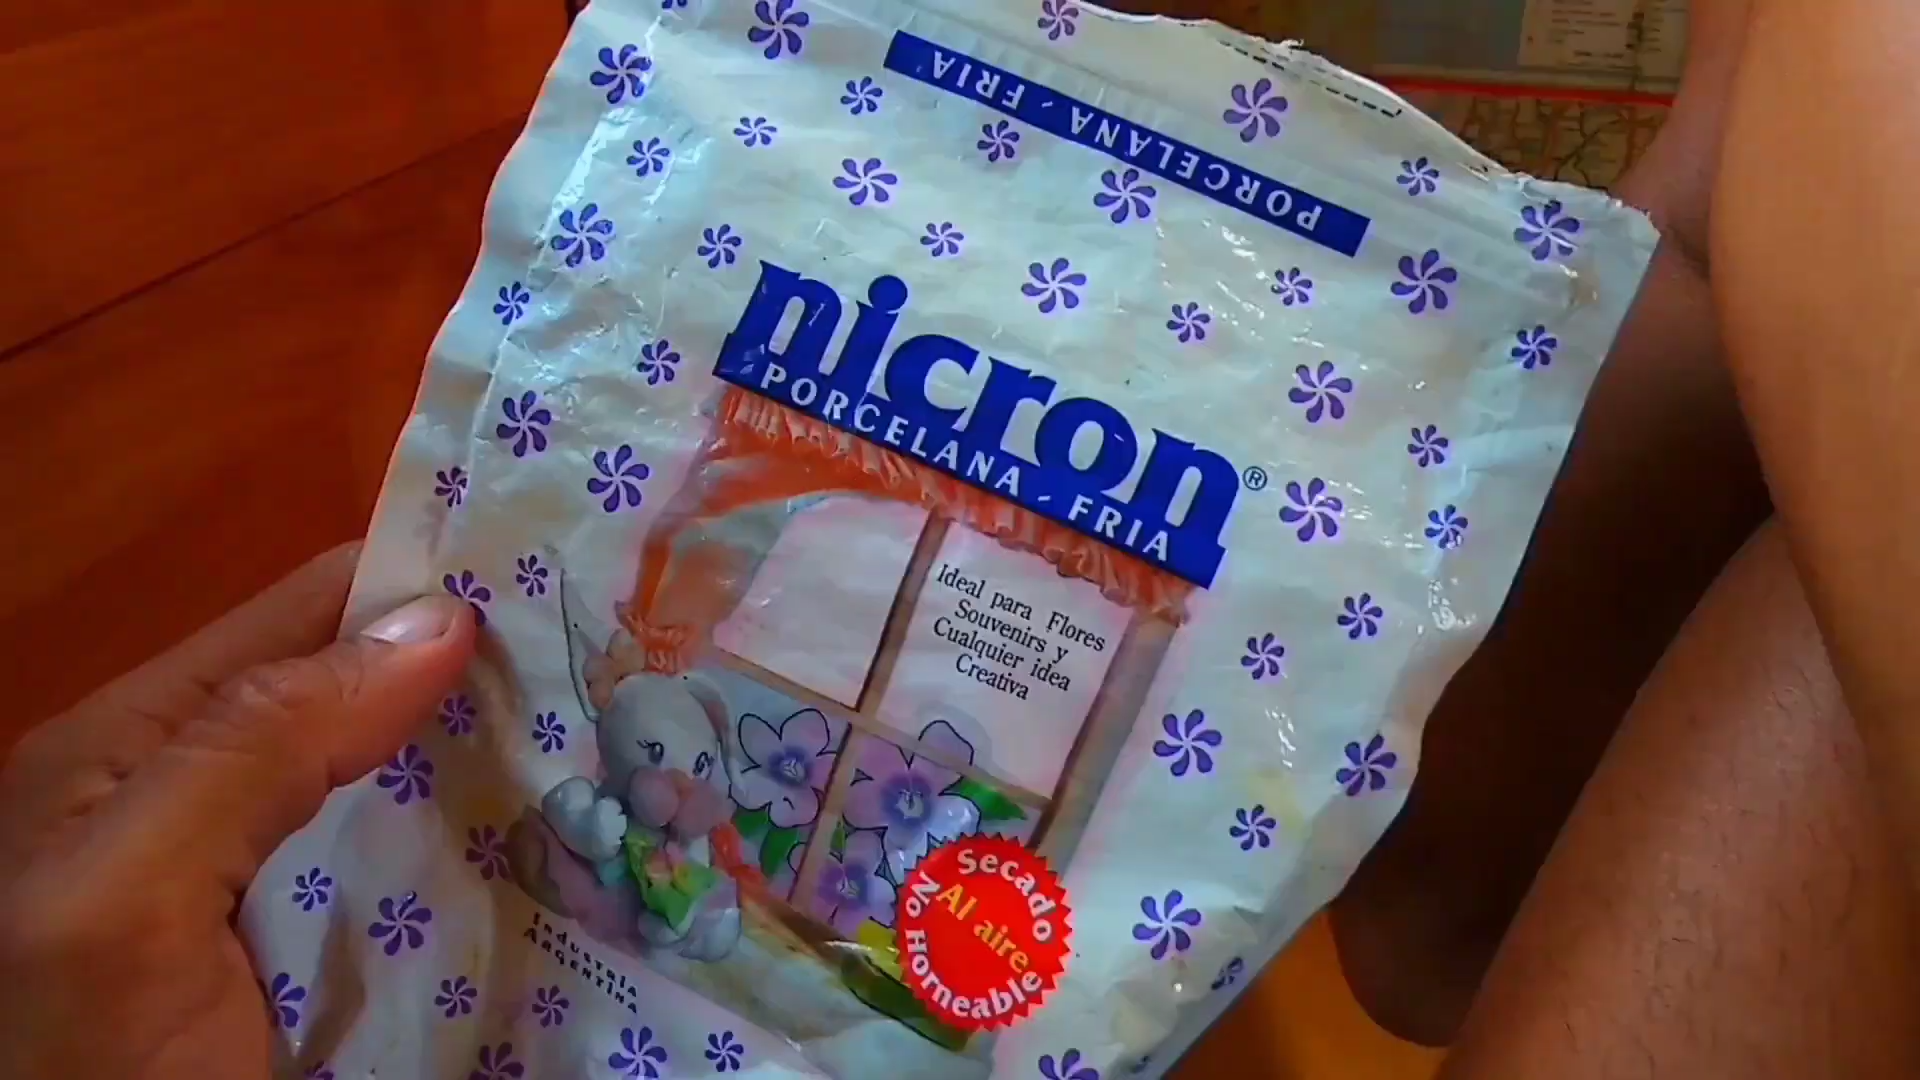 PORCELANA - FRIA
nicron®
PORCELANA - FRIA
Ideal para Flores
Souvenirs y
Cualquier idea
Creativa
Secado
Al aire
No Horneable
Industria
Argentina